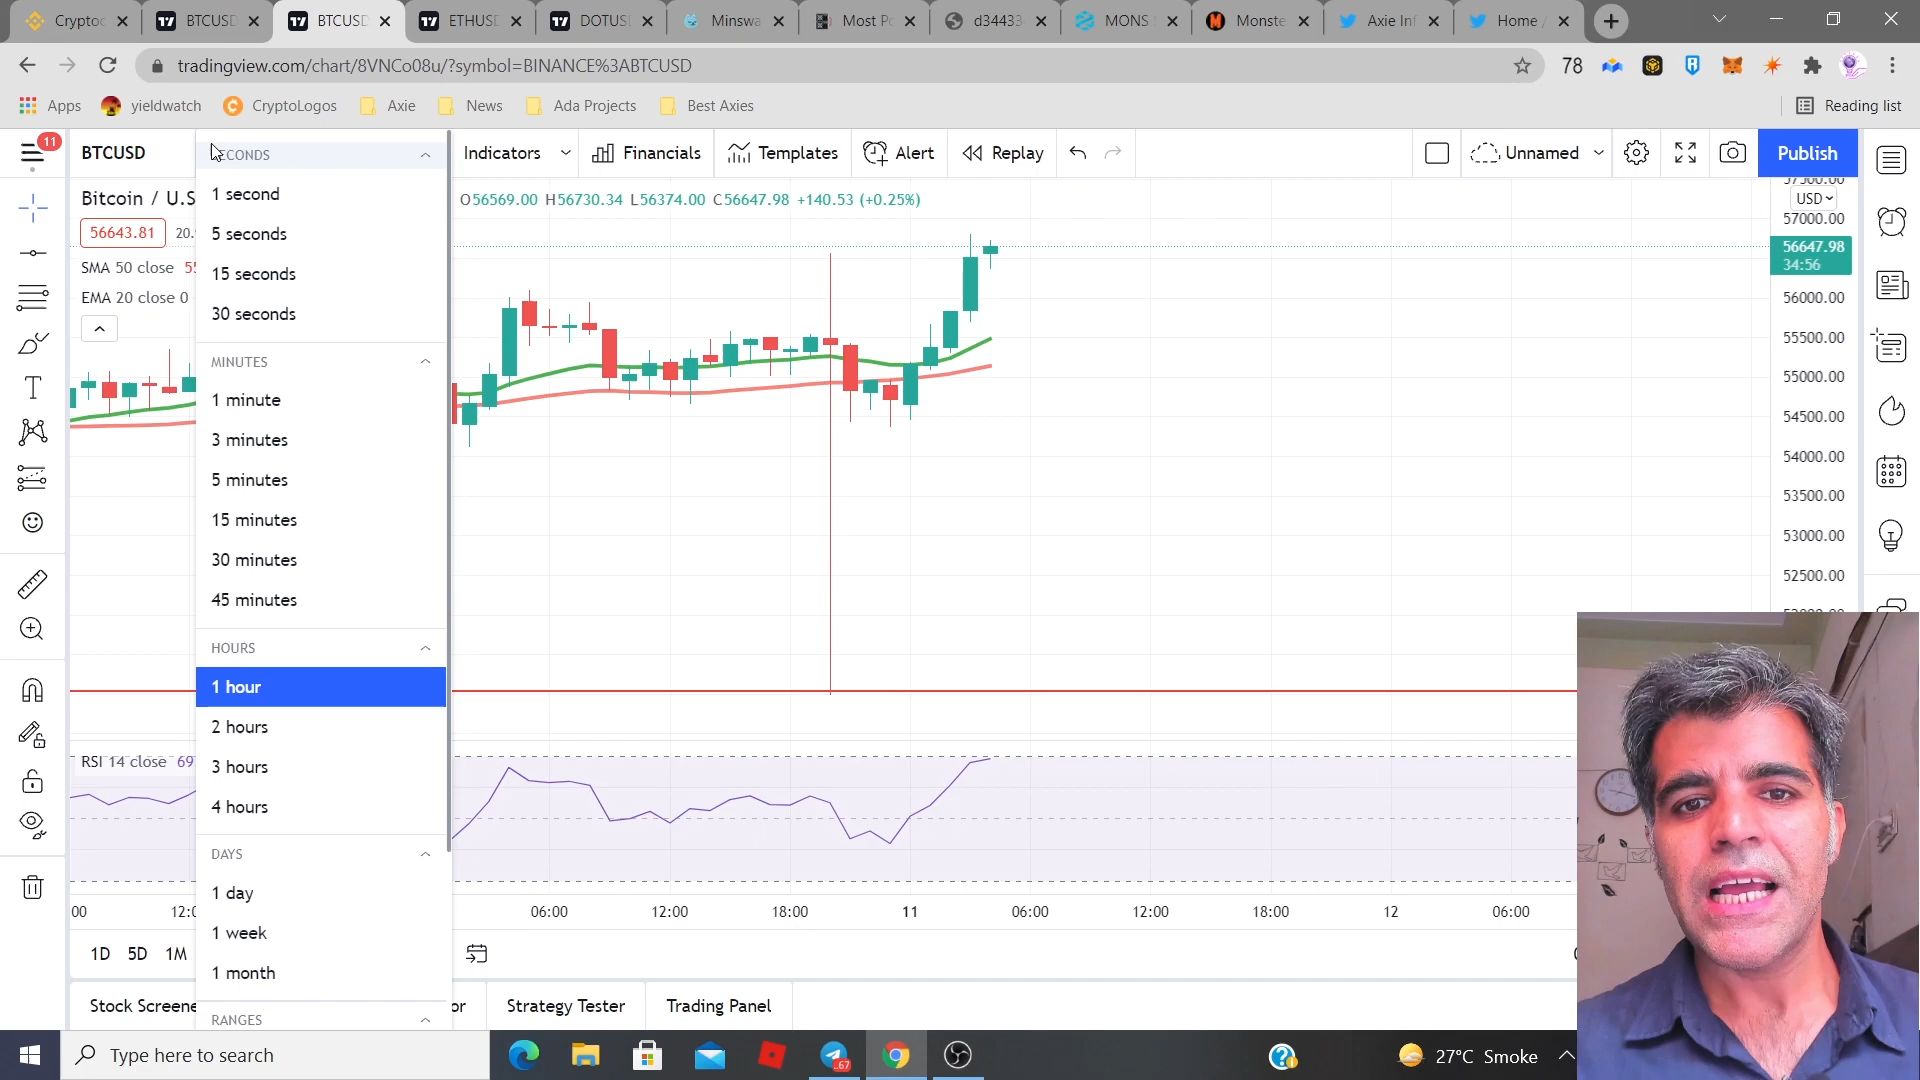 Cryptoc
BTCUSD
BTCUSD
ETHUSD
DOTUSD
Minswa
Most Po
d34433
MONS
Monste
Axie Inf
Home /
tradingview.com/chart/8VNCo08u/?symbol=BINANCE%3ABTCUSD
78
Apps
yieldwatch
CryptoLogos
Axie
News
Ada Projects
Best Axies
Reading list
11
BTCUSD
Indicators
Financials
Templates
Alert
Replay
Unnamed
Publish
Bitcoin / U.S
O56569.00 H56730.34 L56374.00 C56647.98 +140.53 (+0.25%)
56643.81
20.
SMA 50 close
EMA 20 close 0
SECONDS
1 second
5 seconds
15 seconds
30 seconds
MINUTES
1 minute
3 minutes
5 minutes
15 minutes
30 minutes
45 minutes
HOURS
1 hour
2 hours
3 hours
4 hours
DAYS
1 day
1 week
1 month
RANGES
57500.00
USD
57000.00
56647.98
34:56
56000.00
55500.00
55000.00
54500.00
54000.00
53500.00
53000.00
52500.00
RSI 14 close 69
00
12:0
06:00
12:00
18:00
11
06:00
12:00
18:00
12
06:00
1D 5D 1M
Stock Screene
or
Strategy Tester
Trading Panel
Type here to search
67
27°C Smoke